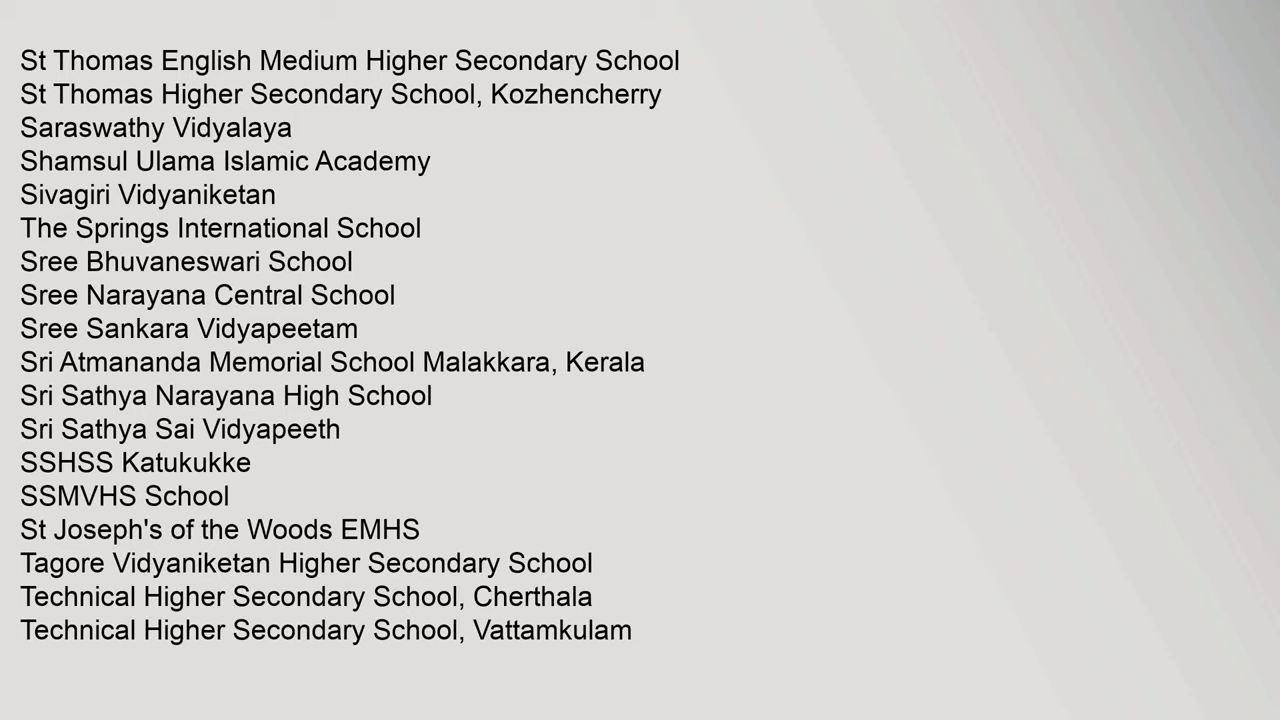 St Thomas English Medium Higher Secondary School
St Thomas Higher Secondary School, Kozhencherry
Saraswathy Vidyalaya
Shamsul Ulama Islamic Academy
Sivagiri Vidyaniketan
The Springs International School
Sree Bhuvaneswari School
Sree Narayana Central School
Sree Sankara Vidyapeetam
Sri Atmananda Memorial School Malakkara, Kerala
Sri Sathya Narayana High School
Sri Sathya Sai Vidyapeeth
SSHSS Katukukke
SSMVHS School
St Joseph's of the Woods EMHS
Tagore Vidyaniketan Higher Secondary School
Technical Higher Secondary School, Cherthala
Technical Higher Secondary School, Vattamkulam